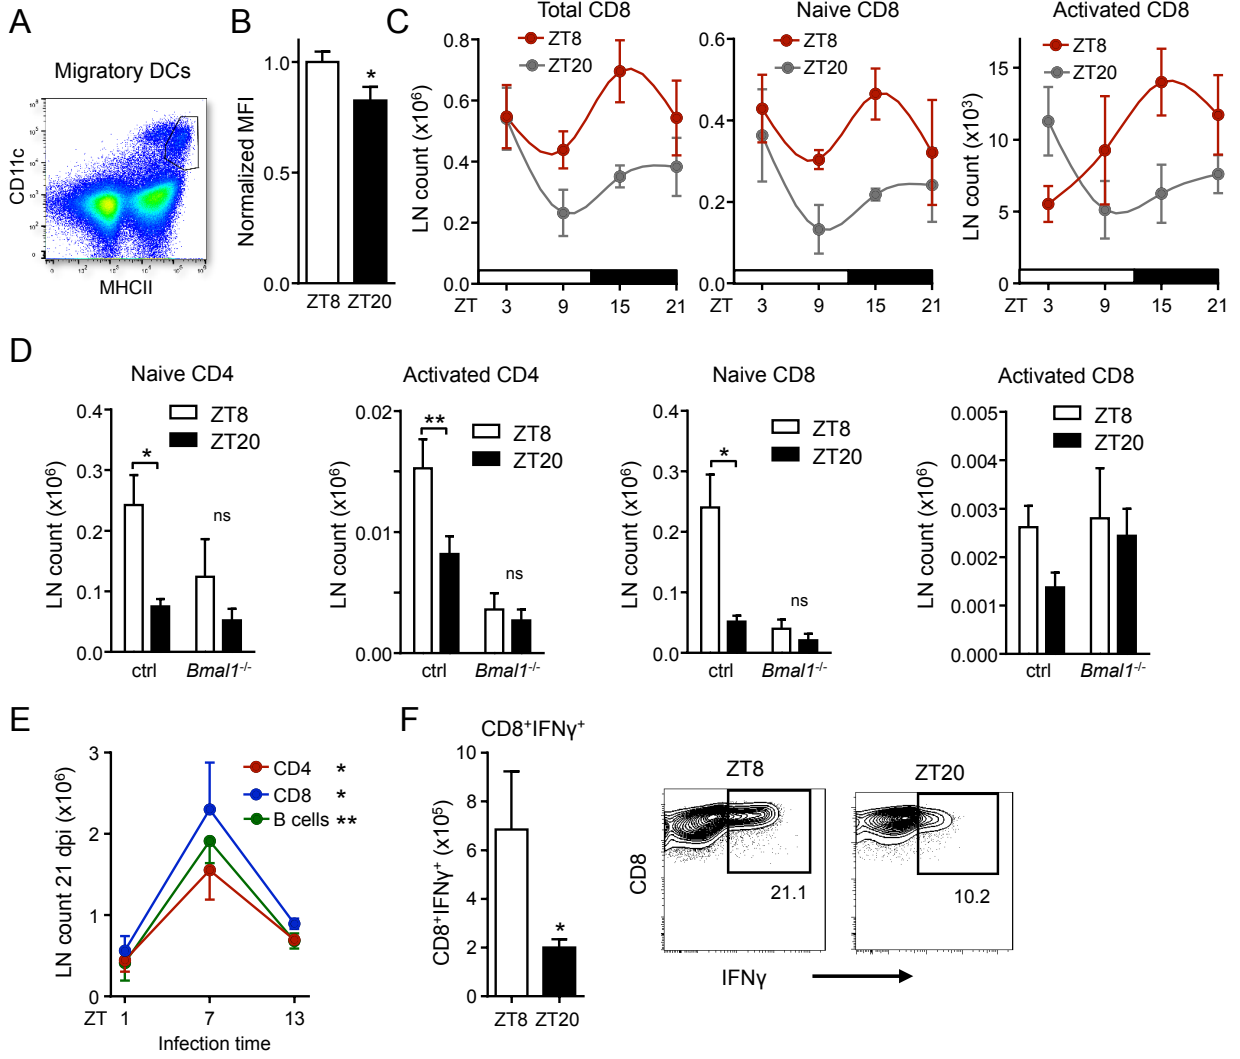 A
Migratory DCs
CD11c
MHCII
B
Normalized MFI
1.0
0.5
0.0
*
ZT8 ZT20
C
Total CD8
ZT8
ZT20
LN count (x10⁶)
0.8
0.6
0.4
0.2
0.0
ZT 3 9 15 21
Naive CD8
ZT8
ZT20
LN count (x10⁶)
0.6
0.4
0.2
0.0
ZT 3 9 15 21
Activated CD8
ZT8
ZT20
LN count (x10³)
15
10
5
0
ZT 3 9 15 21
D
Naive CD4
ZT8
ZT20
LN count (x10⁶)
0.4
0.3
0.2
0.1
0.0
*
ns
ctrl Bmal1⁻/⁻
Activated CD4
ZT8
ZT20
LN count (x10⁶)
0.02
0.01
0.00
**
ns
ctrl Bmal1⁻/⁻
Naive CD8
ZT8
ZT20
LN count (x10⁶)
0.4
0.3
0.2
0.1
0.0
*
ns
ctrl Bmal1⁻/⁻
Activated CD8
ZT8
ZT20
LN count (x10⁶)
0.005
0.004
0.003
0.002
0.001
0.000
ctrl Bmal1⁻/⁻
E
LN count 21 dpi (x10⁶)
3
2
1
0
CD4 *
CD8 *
B cells **
ZT 1 7 13
Infection time
F
CD8⁺IFNγ⁺
CD8⁺IFNγ⁺ (x10⁵)
10
8
6
4
2
0
*
ZT8 ZT20
ZT8
21.1
ZT20
10.2
CD8
IFNγ